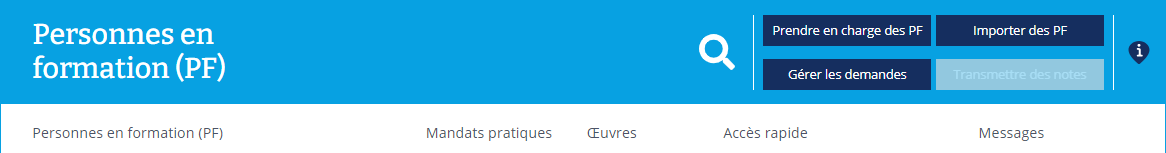 Personnes en
formation (PF)
Prendre en charge des PF
Importer des PF
Gérer les demandes
Transmettre des notes
Personnes en formation (PF)
Mandats pratiques
Œuvres
Accès rapide
Messages